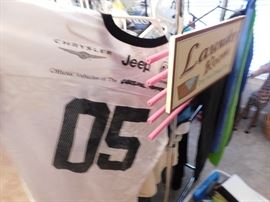 CHRYSLER
Jeep
Official Vehicles of The
05
Laundry
Room